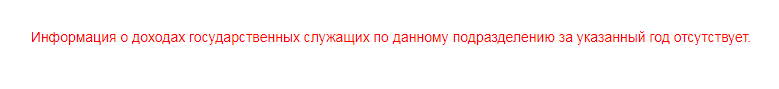 Информация о доходах государственных служащих по данному подразделению за указанный год отсутствует.